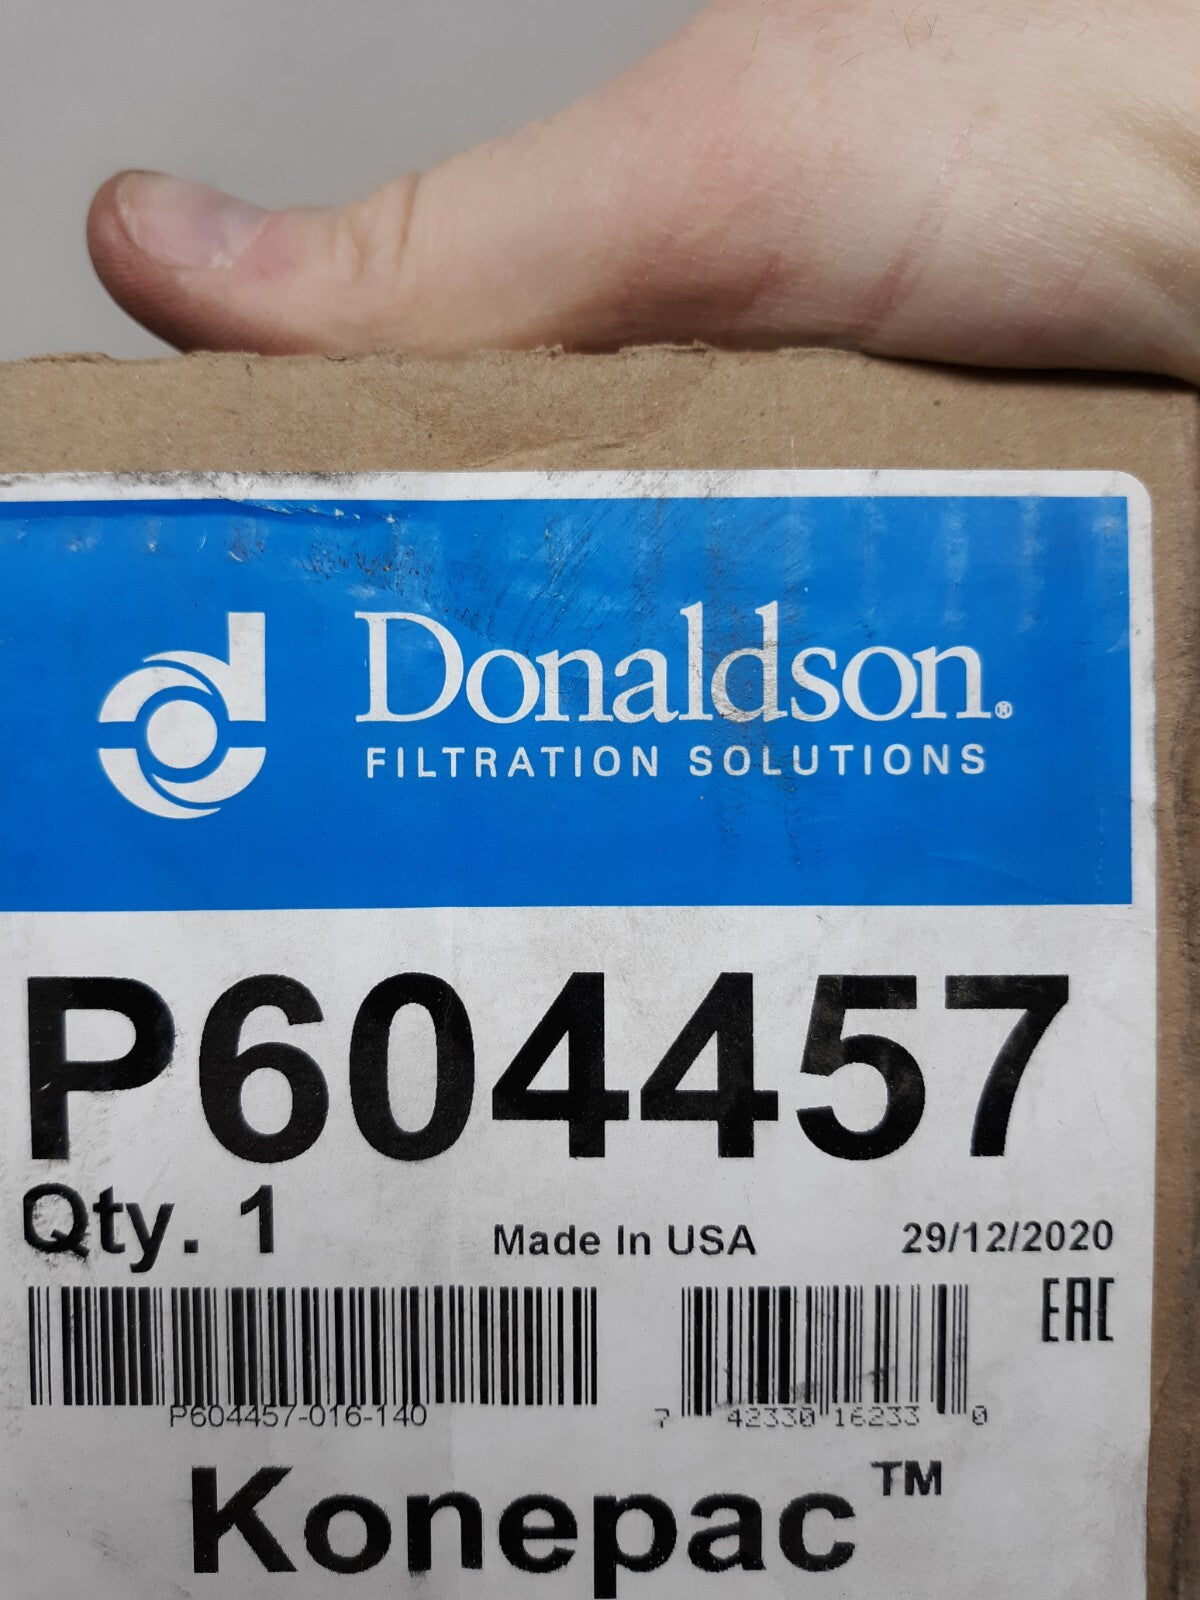 Donaldson®
FILTRATION SOLUTIONS
P604457
Qty. 1 Made In USA 29/12/2020
EAC
P604457-016-140
7 42330 16233 0
Konepac™